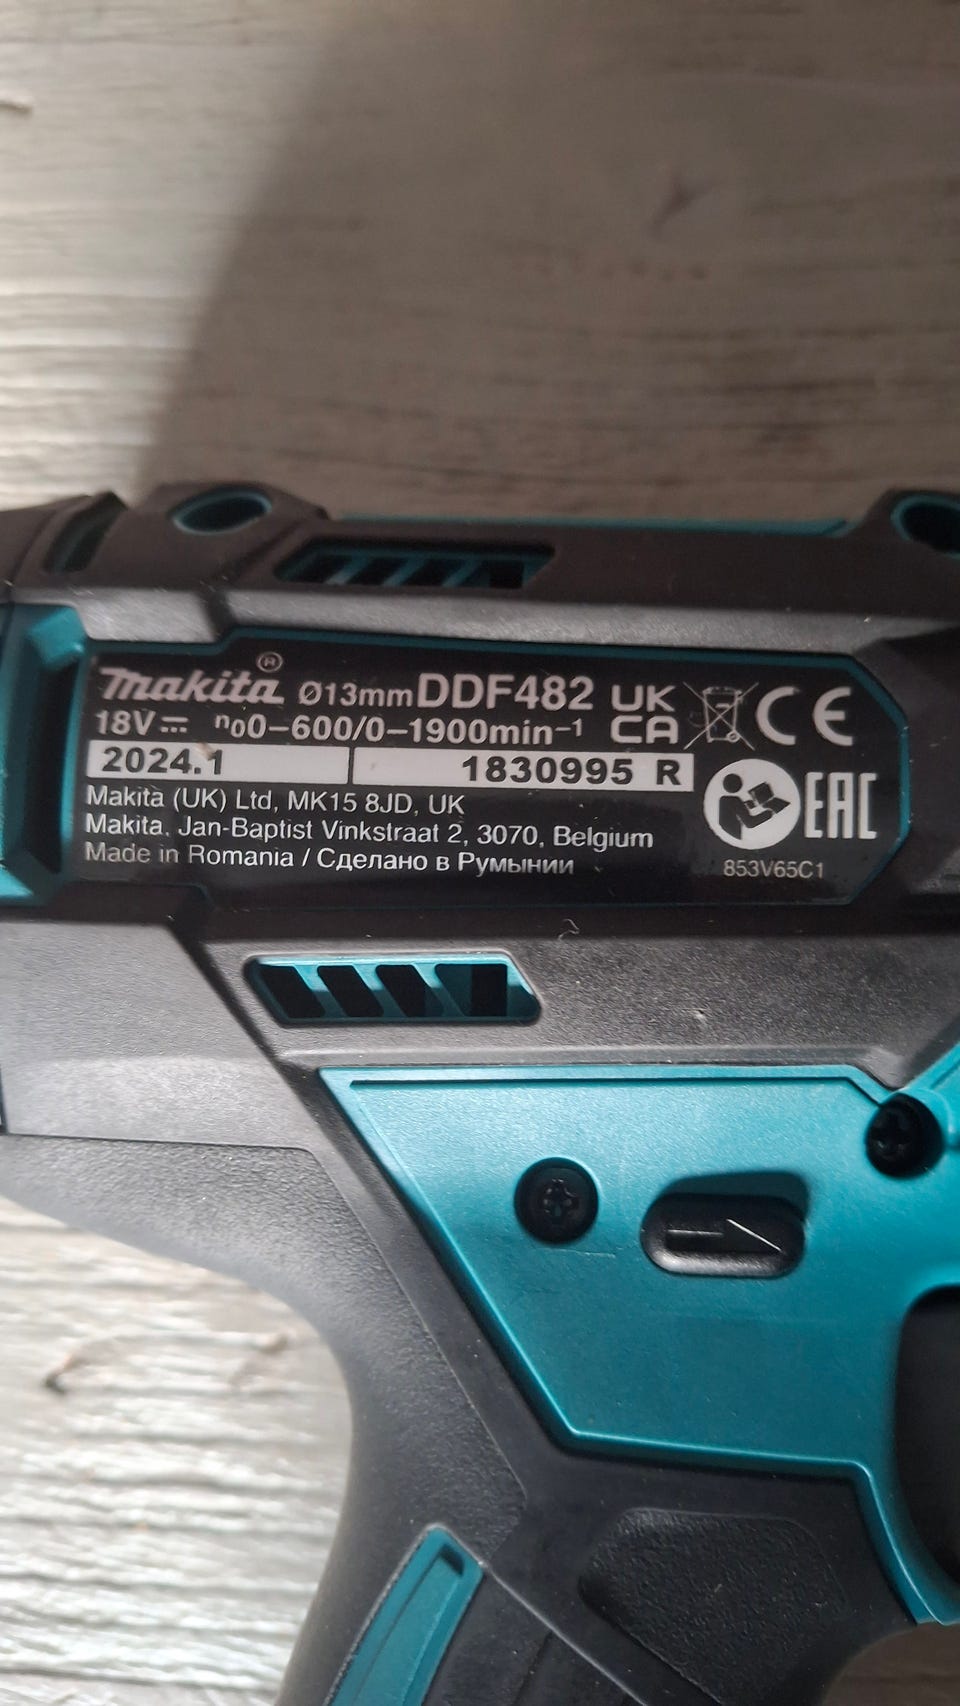 makita® Ø13mm DDF482 UK CA CE
18V⎓ n₀0–600/0–1900min⁻¹
2024.1 1830995 R
Makita (UK) Ltd, MK15 8JD, UK
Makita, Jan-Baptist Vinkstraat 2, 3070, Belgium
Made in Romania / Сделано в Румынии
EAC
853V65C1